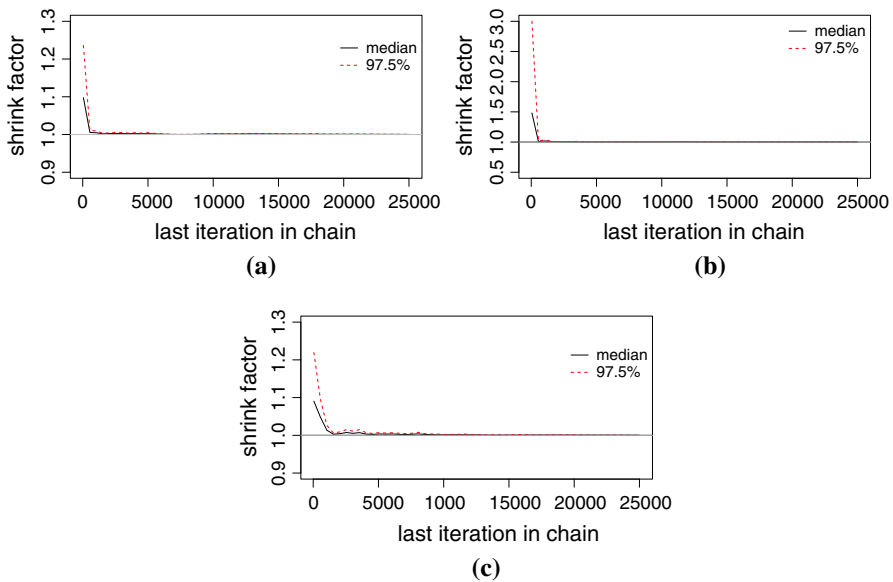 shrink factor
0.9 1.0 1.1 1.2 1.3
median
97.5%
0 5000 10000 15000 20000 25000
last iteration in chain
(a)
shrink factor
0.5 1.0 1.5 2.0 2.5 3.0
median
97.5%
0 5000 10000 15000 20000 25000
last iteration in chain
(b)
shrink factor
0.9 1.0 1.1 1.2 1.3
median
97.5%
0 5000 10000 15000 20000 25000
last iteration in chain
(c)